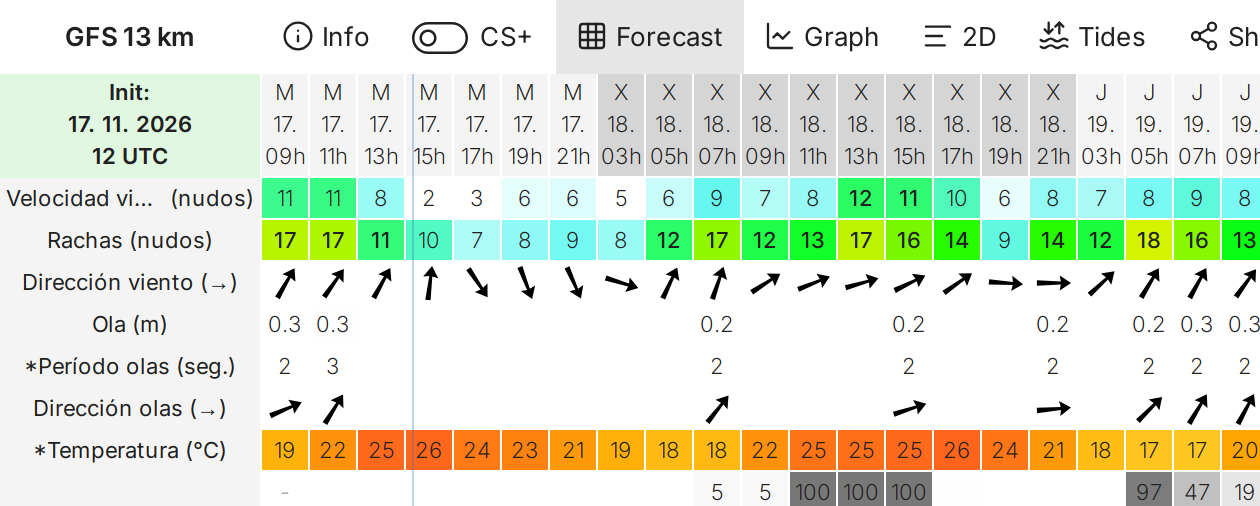 GFS 13 km Info CS+ Forecast Graph 2D Tides Sh
Init: M M M M M M M X X X X X X X X X X J J J J
17. 11. 2026 17. 17. 17. 17. 17. 17. 17. 18. 18. 18. 18. 18. 18. 18. 18. 18. 18. 19. 19. 19. 19.
12 UTC 09h 11h 13h 15h 17h 19h 21h 03h 05h 07h 09h 11h 13h 15h 17h 19h 21h 03h 05h 07h 09h
Velocidad vi... (nudos) 11 11 8 2 3 6 6 5 6 9 7 8 12 11 10 6 8 7 8 9 8
Rachas (nudos) 17 17 11 10 7 8 9 8 12 17 12 13 17 16 14 9 14 12 18 16 13
Dirección viento (→)
Ola (m) 0.3 0.3 0.2 0.2 0.2 0.2 0.3 0.3
*Período olas (seg.) 2 3 2 2 2 2 2 2
Dirección olas (→)
*Temperatura (°C) 19 22 25 26 24 23 21 19 18 18 22 25 25 25 26 24 21 18 17 17 20
- 5 5 100 100 100 97 47 19